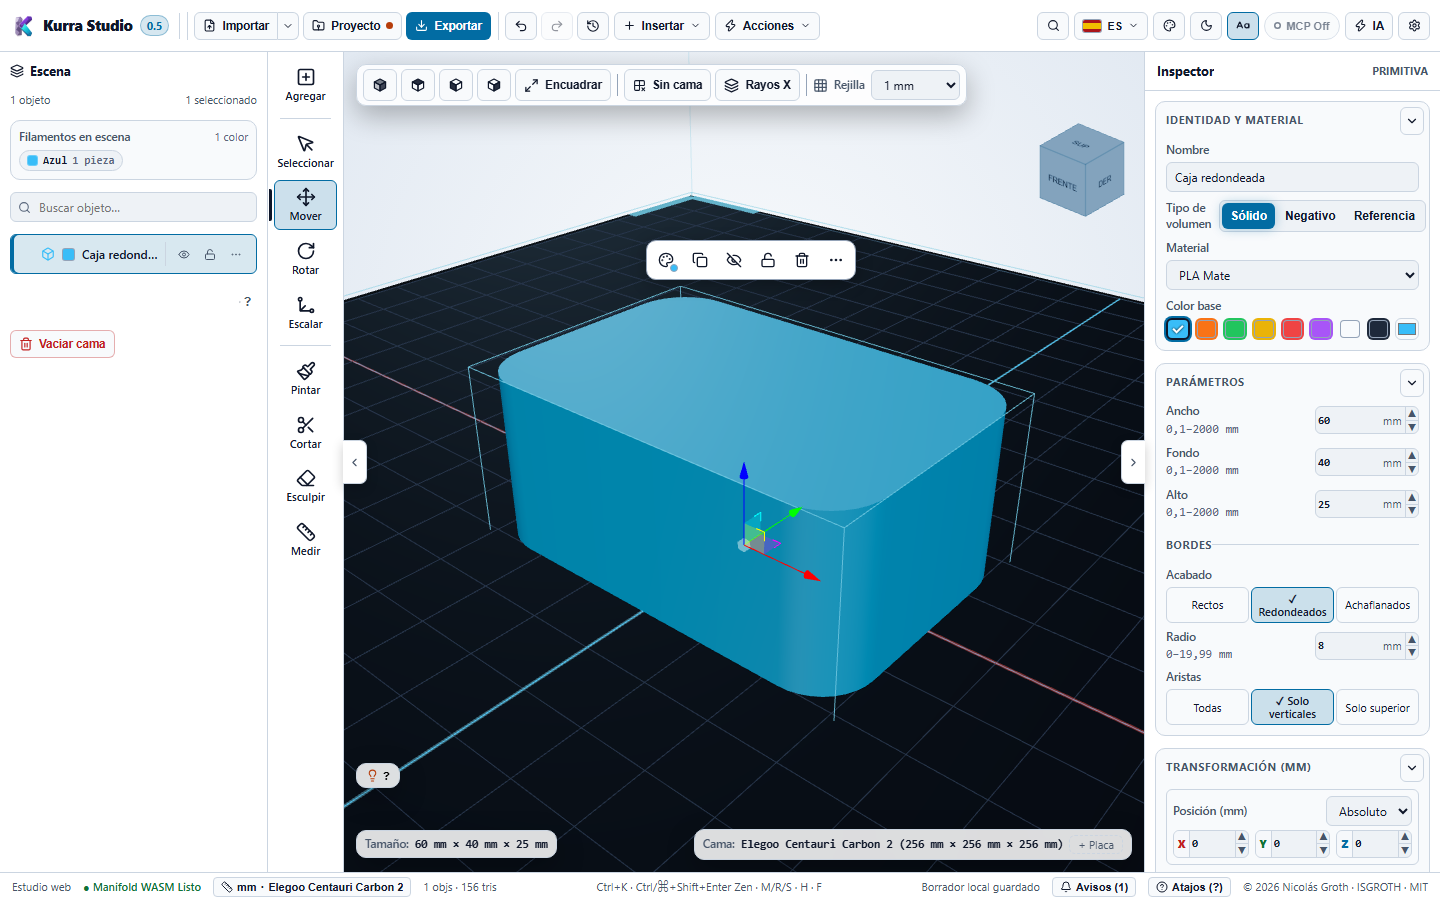 Kurra Studio 0.5
Importar
Proyecto
Exportar
Insertar
Acciones
ES
Aa
MCP Off
IA
Escena
1 objeto 1 seleccionado
Filamentos en escena 1 color
Azul 1 pieza
Buscar objeto...
Caja redond...
?
Vaciar cama
Agregar
Seleccionar
Mover
Rotar
Escalar
Pintar
Cortar
Esculpir
Medir
Encuadrar
Sin cama
Rayos X
Rejilla 1 mm
SUP
FRENTE
DER
?
Tamaño: 60 mm × 40 mm × 25 mm
Cama: Elegoo Centauri Carbon 2 (256 mm × 256 mm × 256 mm) + Placa
Inspector PRIMITIVA
IDENTIDAD Y MATERIAL
Nombre
Caja redondeada
Tipo de volumen
Sólido Negativo Referencia
Material
PLA Mate
Color base
PARÁMETROS
Ancho
0,1–2000 mm
60 mm
Fondo
0,1–2000 mm
40 mm
Alto
0,1–2000 mm
25 mm
BORDES
Acabado
Rectos
✓ Redondeados
Achaflanados
Radio
0–19,99 mm
8 mm
Aristas
Todas
✓ Solo verticales
Solo superior
TRANSFORMACIÓN (MM)
Posición (mm) Absoluto
X 0 Y 0 Z 0
Estudio web
● Manifold WASM Listo
mm · Elegoo Centauri Carbon 2
1 objs · 156 tris
Ctrl+K · Ctrl/⌘+Shift+Enter Zen · M/R/S · H · F
Borrador local guardado
Avisos (1)
Atajos (?)
© 2026 Nicolás Groth · ISGROTH · MIT